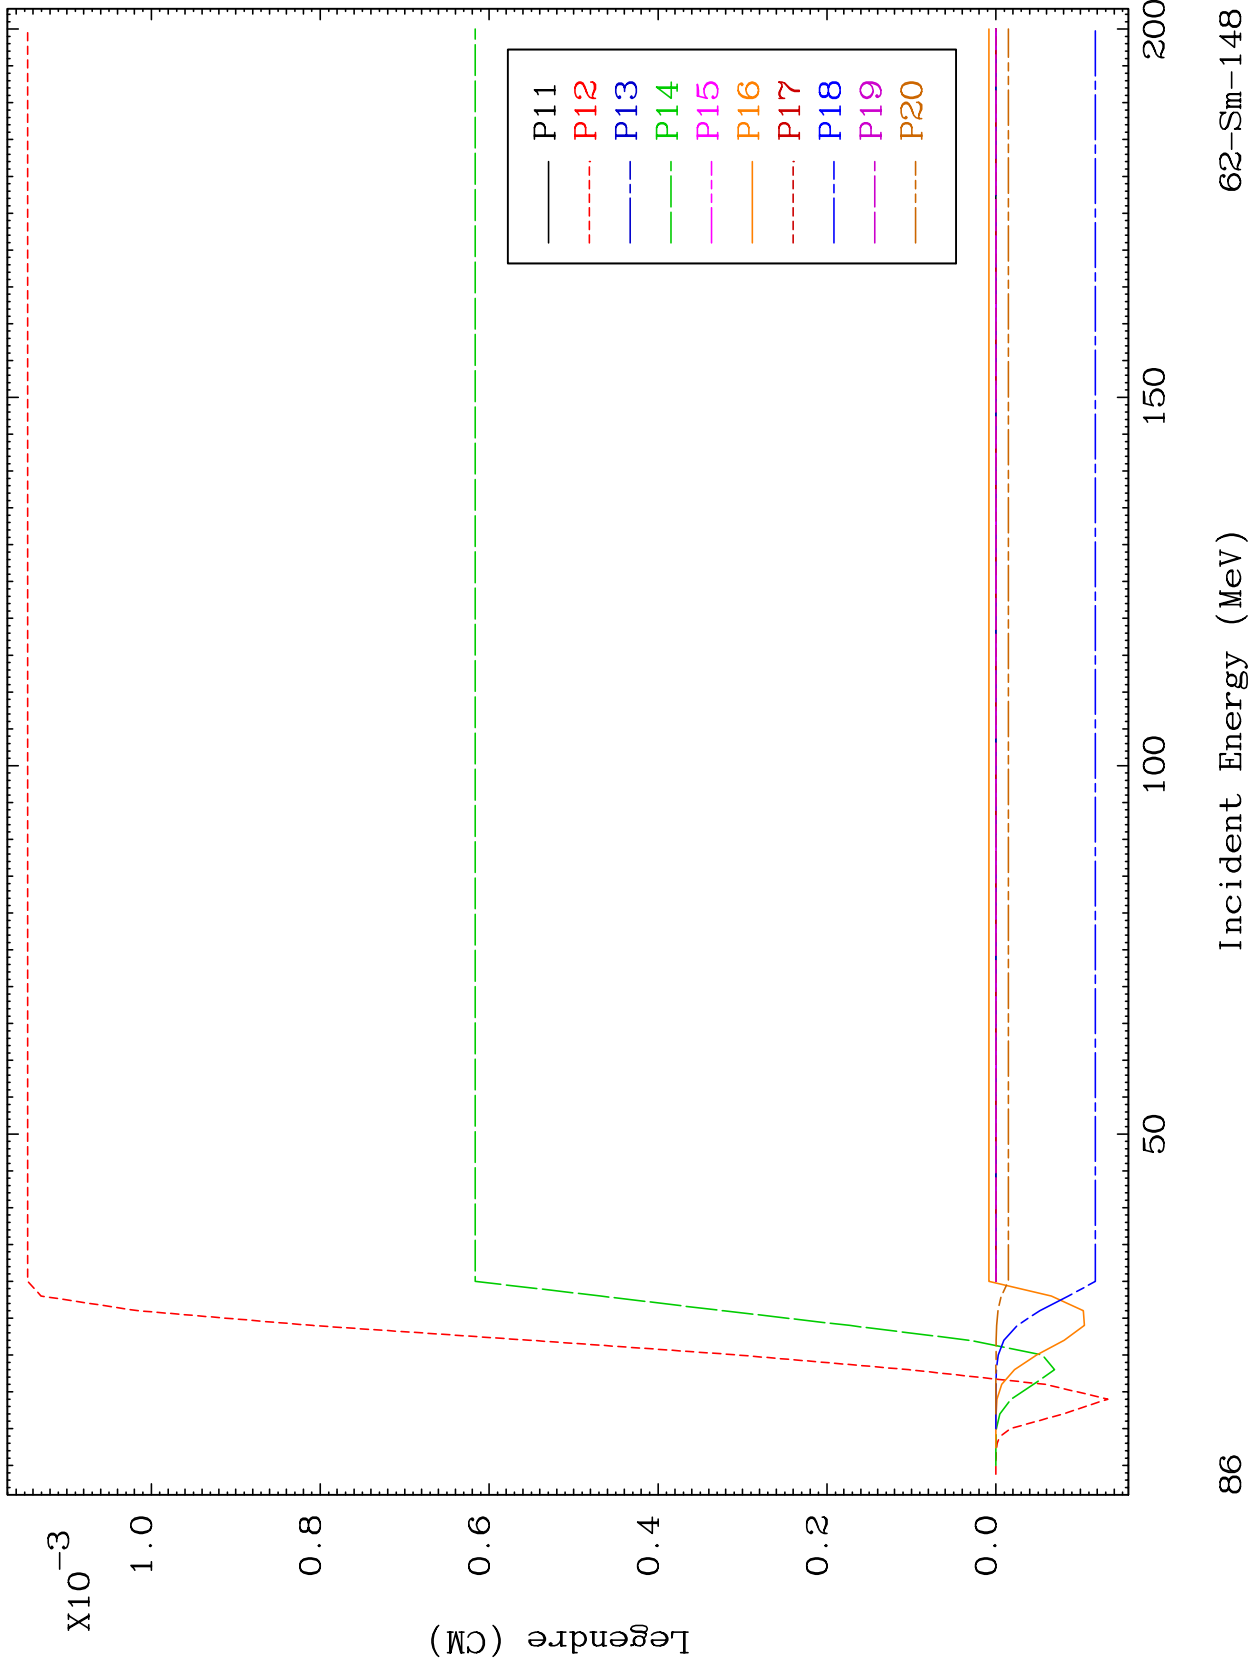 X10-3
1.0
0.8
0.6
0.4
0.2
0.0
Legendre (CM)
P11
P12
P13
P14
P15
P16
P17
P18
P19
P20
50
100
150
200
86
Incident Energy (MeV)
62-Sm-148